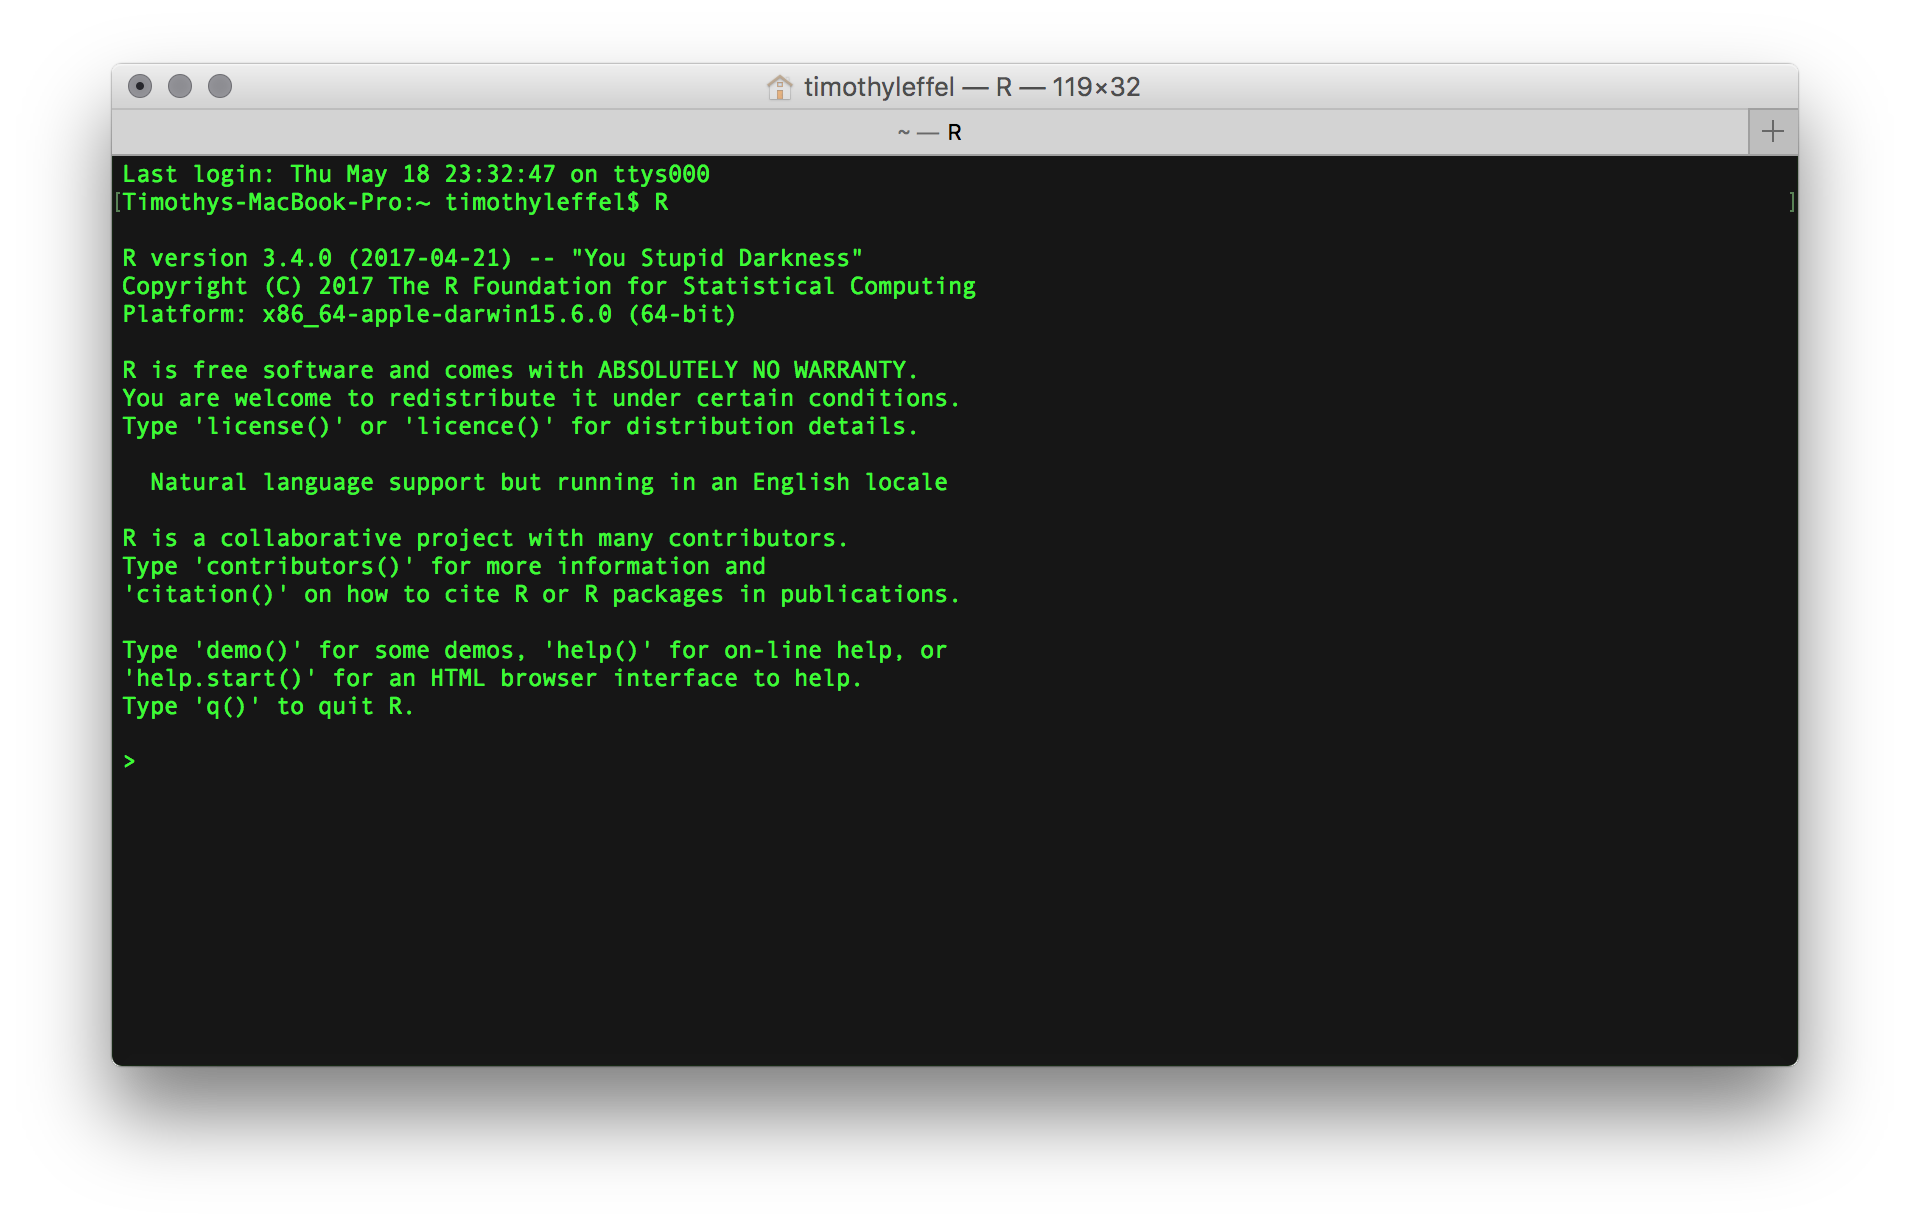 timothyleffel — R — 119×32
~ — R
Last login: Thu May 18 23:32:47 on ttys000
[Timothys-MacBook-Pro:~ timothyleffel$ R ]
R version 3.4.0 (2017-04-21) -- "You Stupid Darkness"
Copyright (C) 2017 The R Foundation for Statistical Computing
Platform: x86_64-apple-darwin15.6.0 (64-bit)
R is free software and comes with ABSOLUTELY NO WARRANTY.
You are welcome to redistribute it under certain conditions.
Type 'license()' or 'licence()' for distribution details.
Natural language support but running in an English locale
R is a collaborative project with many contributors.
Type 'contributors()' for more information and
'citation()' on how to cite R or R packages in publications.
Type 'demo()' for some demos, 'help()' for on-line help, or
'help.start()' for an HTML browser interface to help.
Type 'q()' to quit R.
>